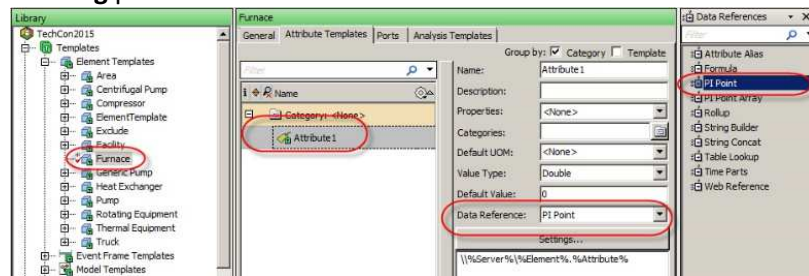 Library
TechCon2015
Templates
Element Templates
Area
Centrifugal Pump
Compressor
ElementTemplate
Exclude
Facility
Furnace
Generic Pump
Heat Exchanger
Pump
Rotating Equipment
Thermal Equipment
Truck
Event Frame Templates
Model Templates
Furnace
General Attribute Templates Ports Analysis Templates
Group by: Category Template
Filter
Name
Category: <None>
Attribute1
Name: Attribute1
Description:
Properties: <None>
Categories:
Default UOM: <None>
Value Type: Double
Default Value: 0
Data Reference: PI Point
Settings...
\\%Server%\%Element%.%Attribute%
Data References
Filter
Attribute Alias
Formula
PI Point
PI Point Array
Rollup
String Builder
String Concat
Table Lookup
Time Parts
Web Reference